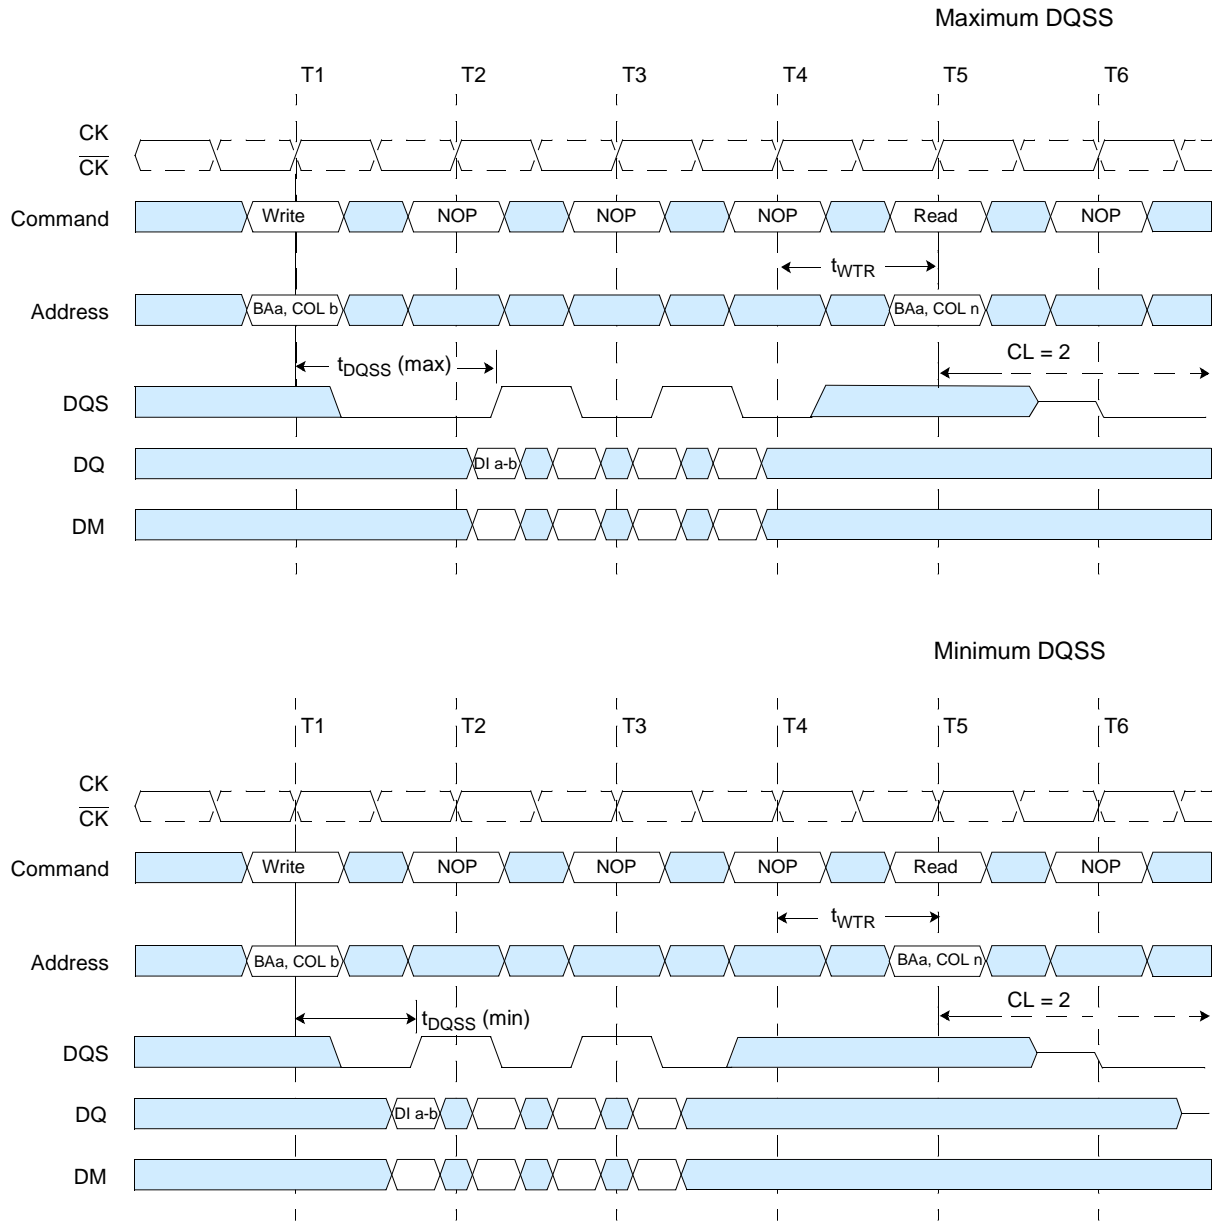 Maximum DQSS
T1 T2 T3 T4 T5 T6
CK
CK
Command Write NOP NOP NOP Read NOP
tWTR
Address BAa, COL b BAa, COL n
tDQSS (max) CL = 2
DQS
DQ DI a-b
DM
Minimum DQSS
T1 T2 T3 T4 T5 T6
CK
CK
Command Write NOP NOP NOP Read NOP
tWTR
Address BAa, COL b BAa, COL n
tDQSS (min) CL = 2
DQS
DQ DI a-b
DM